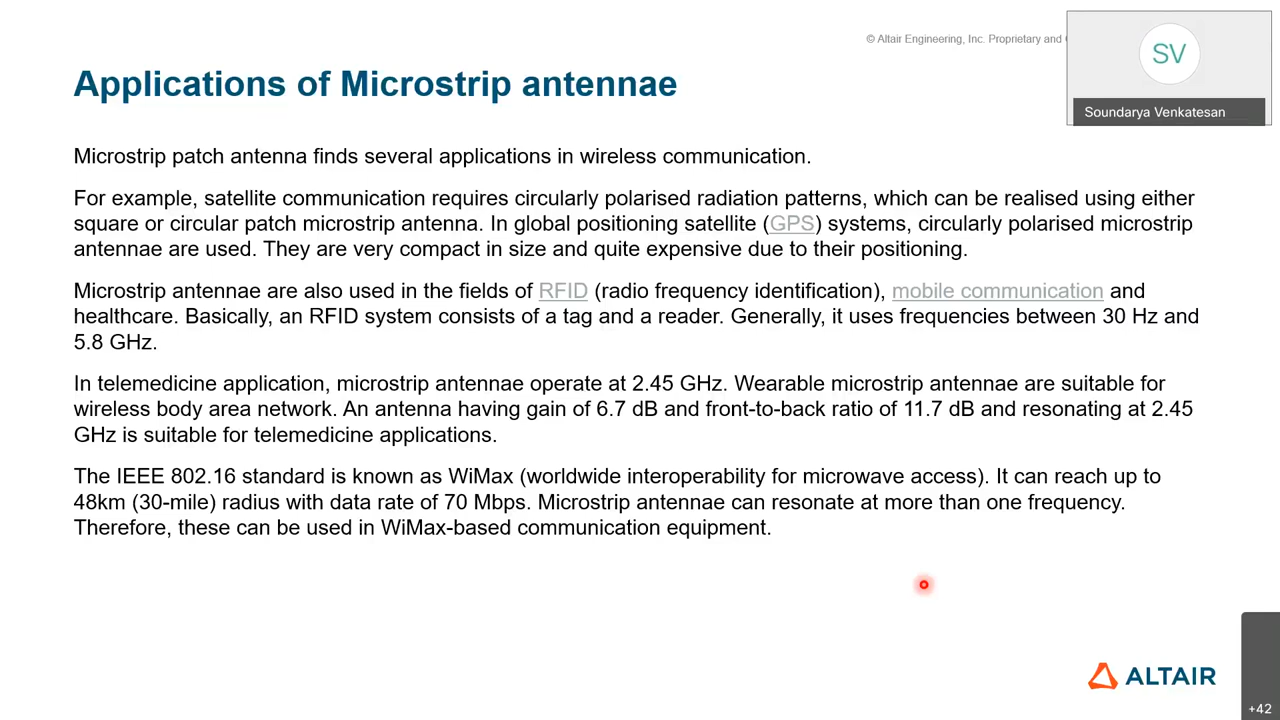 © Altair Engineering, Inc. Proprietary and
SV
Soundarya Venkatesan
Applications of Microstrip antennae
Microstrip patch antenna finds several applications in wireless communication.
For example, satellite communication requires circularly polarised radiation patterns, which can be realised using either
square or circular patch microstrip antenna. In global positioning satellite (GPS) systems, circularly polarised microstrip
antennae are used. They are very compact in size and quite expensive due to their positioning.
Microstrip antennae are also used in the fields of RFID (radio frequency identification), mobile communication and
healthcare. Basically, an RFID system consists of a tag and a reader. Generally, it uses frequencies between 30 Hz and
5.8 GHz.
In telemedicine application, microstrip antennae operate at 2.45 GHz. Wearable microstrip antennae are suitable for
wireless body area network. An antenna having gain of 6.7 dB and front-to-back ratio of 11.7 dB and resonating at 2.45
GHz is suitable for telemedicine applications.
The IEEE 802.16 standard is known as WiMax (worldwide interoperability for microwave access). It can reach up to
48km (30-mile) radius with data rate of 70 Mbps. Microstrip antennae can resonate at more than one frequency.
Therefore, these can be used in WiMax-based communication equipment.
ALTAIR
+42